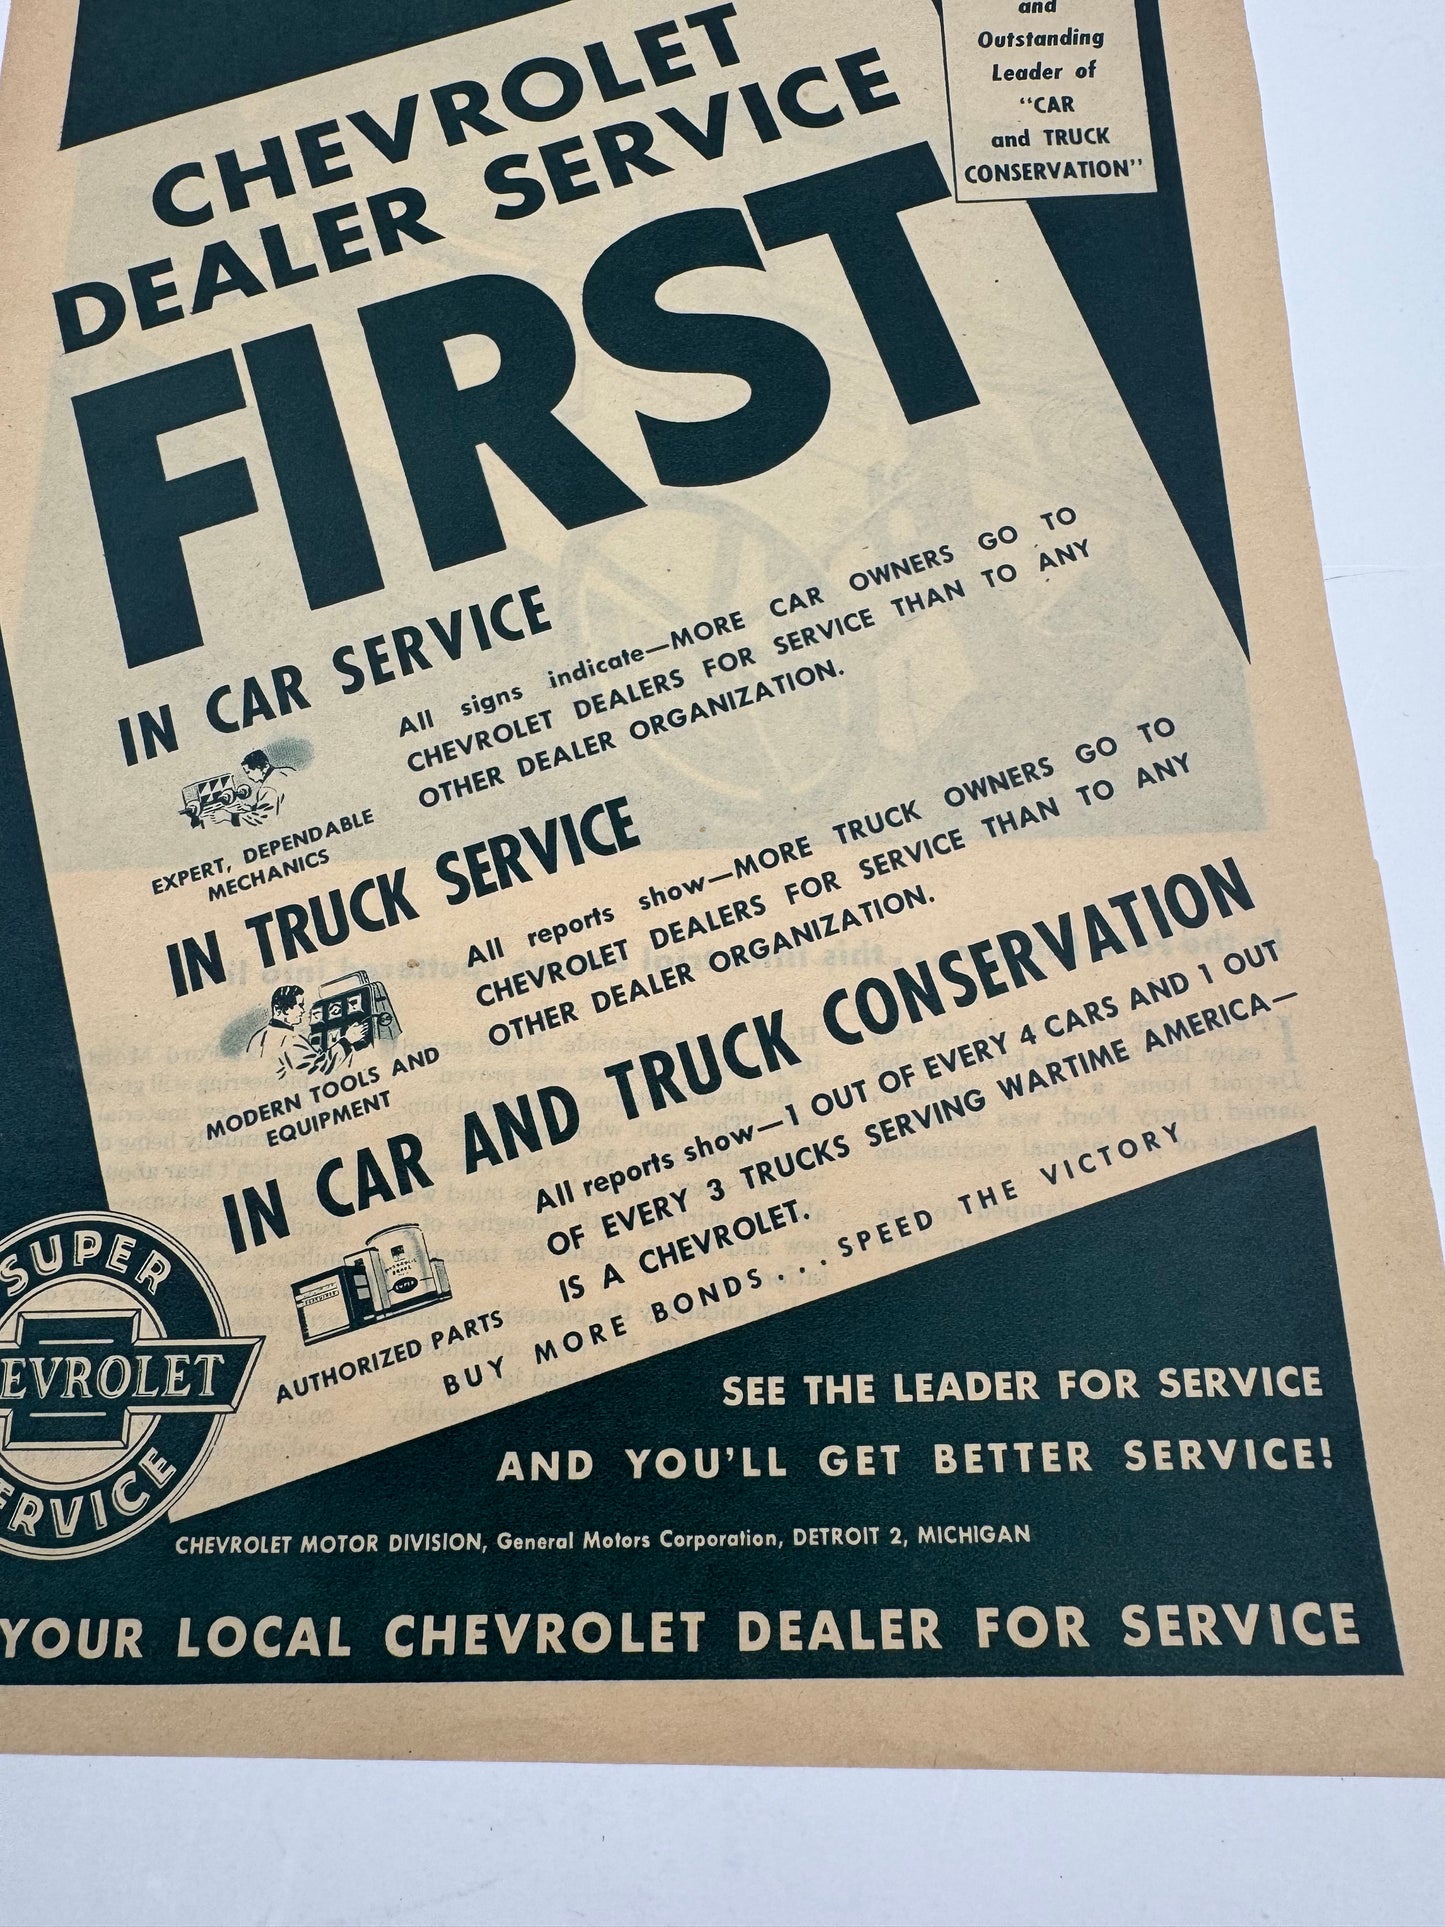 and
Outstanding
Leader of
"CAR
and TRUCK
CONSERVATION"
CHEVROLET
DEALER SERVICE
FIRST
IN CAR SERVICE
All signs indicate—MORE CAR OWNERS GO TO
CHEVROLET DEALERS FOR SERVICE THAN TO ANY
OTHER DEALER ORGANIZATION.
EXPERT, DEPENDABLE
MECHANICS
IN TRUCK SERVICE
All reports show—MORE TRUCK OWNERS GO TO
CHEVROLET DEALERS FOR SERVICE THAN TO ANY
OTHER DEALER ORGANIZATION.
MODERN TOOLS AND
EQUIPMENT
IN CAR AND TRUCK CONSERVATION
All reports show—1 OUT OF EVERY 4 CARS AND 1 OUT
OF EVERY 3 TRUCKS SERVING WARTIME AMERICA—
IS A CHEVROLET.
AUTHORIZED PARTS
BUY MORE BONDS... SPEED THE VICTORY
SUPER
EVROLET
ERVICE
SEE THE LEADER FOR SERVICE
AND YOU'LL GET BETTER SERVICE!
CHEVROLET MOTOR DIVISION, General Motors Corporation, DETROIT 2, MICHIGAN
YOUR LOCAL CHEVROLET DEALER FOR SERVICE